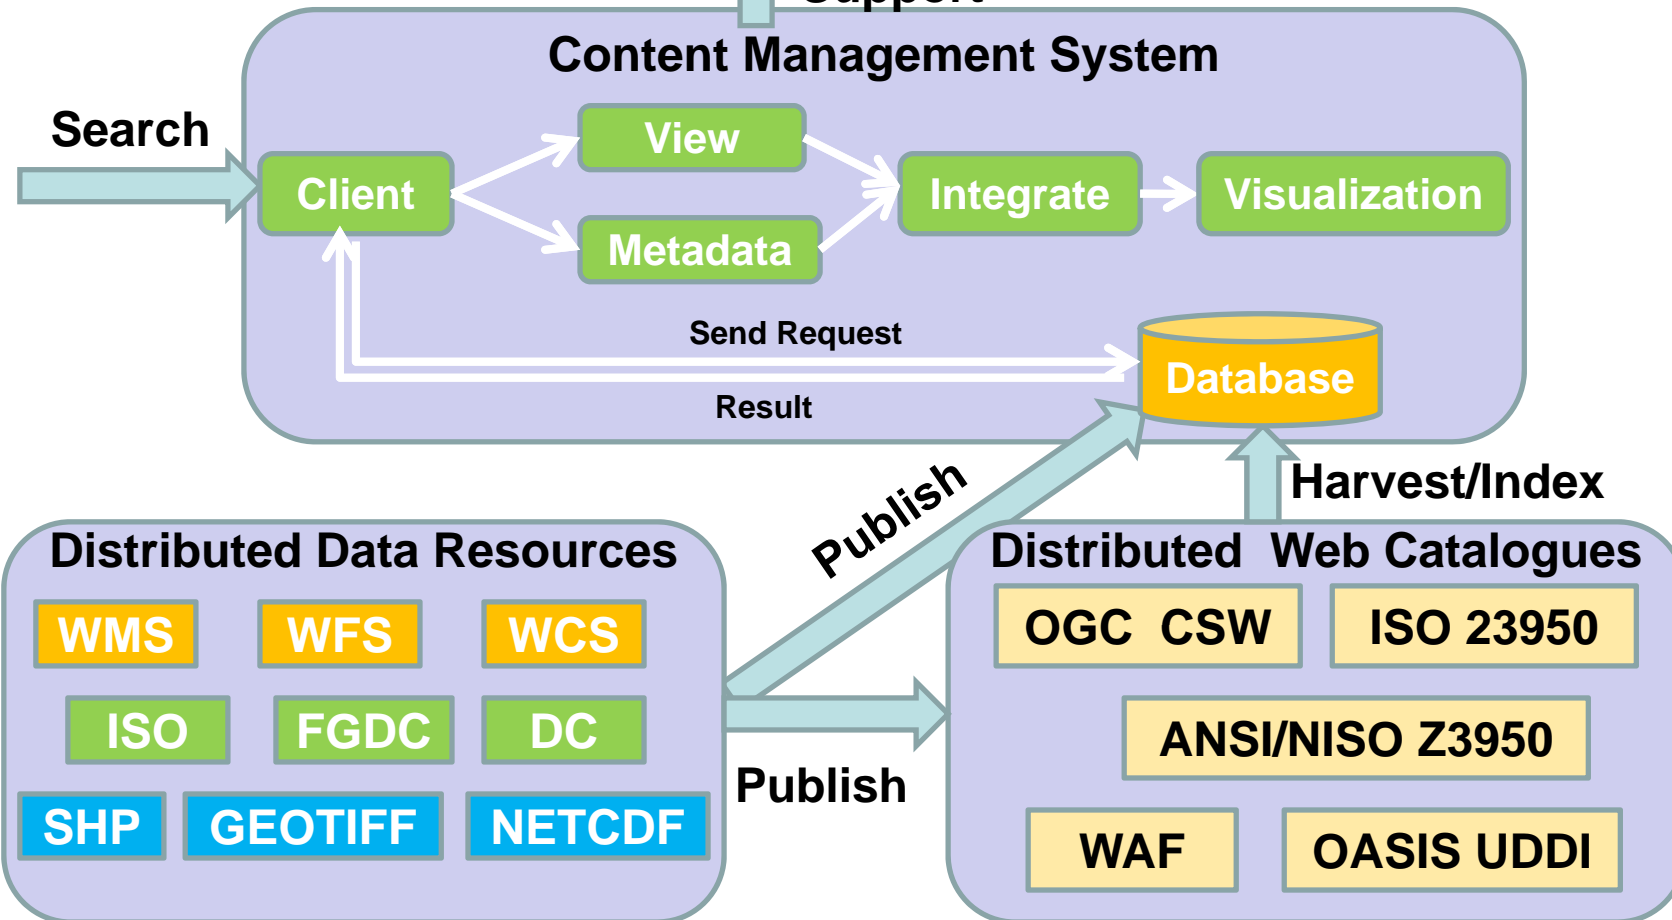 Support
Content Management System
Search
View
Client
Integrate
Visualization
Metadata
Send Request
Database
Result
Publish
Harvest/Index
Distributed Data Resources
Distributed  Web Catalogues
WMS
WFS
WCS
OGC  CSW
ISO 23950
ISO
FGDC
DC
ANSI/NISO Z3950
Publish
SHP
GEOTIFF
NETCDF
WAF
OASIS UDDI